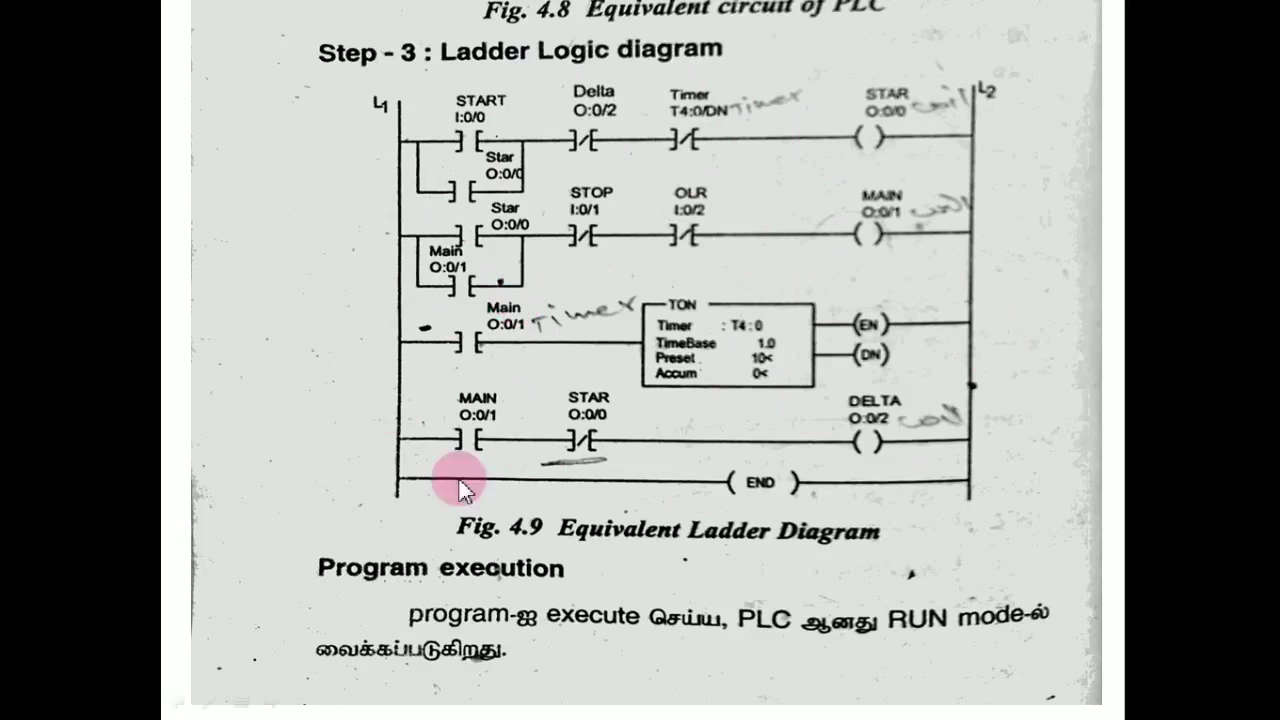 Fig. 4.8 Equivalent circuit of PLC
Step - 3 : Ladder Logic diagram
L1
L2
START
I:0/0
Delta
O:0/2
Timer
T4:0/DN
Timer
STAR
O:0/0
Star
O:0/0
Star
O:0/0
STOP
I:0/1
OLR
I:0/2
MAIN
O:0/1
Main
O:0/1
Main
O:0/1
Timer
TON
Timer : T4:0
TimeBase 1.0
Preset 10<
Accum 0<
EN
DN
MAIN
O:0/1
STAR
O:0/0
DELTA
O:0/2
END
Fig. 4.9 Equivalent Ladder Diagram
Program execution
program-ஐ execute செய்ய, PLC ஆனது RUN mode-ல்
வைக்கப்படுகிறது.